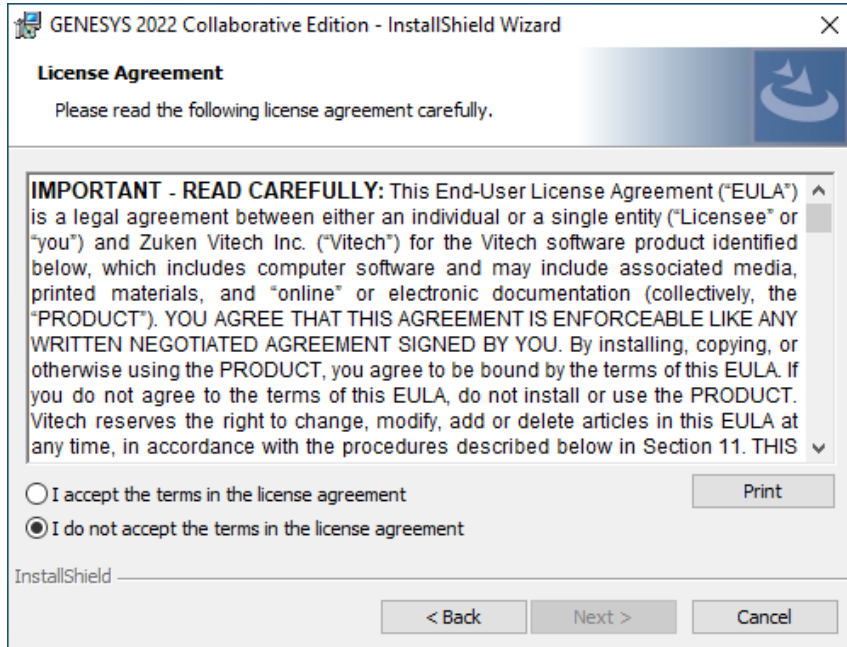 GENESYS 2022 Collaborative Edition - InstallShield Wizard
License Agreement
Please read the following license agreement carefully.
IMPORTANT - READ CAREFULLY: This End-User License Agreement (“EULA”)
is a legal agreement between either an individual or a single entity (“Licensee” or
“you”) and Zuken Vitech Inc. (“Vitech”) for the Vitech software product identified
below, which includes computer software and may include associated media,
printed materials, and “online” or electronic documentation (collectively, the
“PRODUCT”). YOU AGREE THAT THIS AGREEMENT IS ENFORCEABLE LIKE ANY
WRITTEN NEGOTIATED AGREEMENT SIGNED BY YOU. By installing, copying, or
otherwise using the PRODUCT, you agree to be bound by the terms of this EULA. If
you do not agree to the terms of this EULA, do not install or use the PRODUCT.
Vitech reserves the right to change, modify, add or delete articles in this EULA at
any time, in accordance with the procedures described below in Section 11. THIS
I accept the terms in the license agreement
Print
I do not accept the terms in the license agreement
InstallShield
< Back
Next >
Cancel